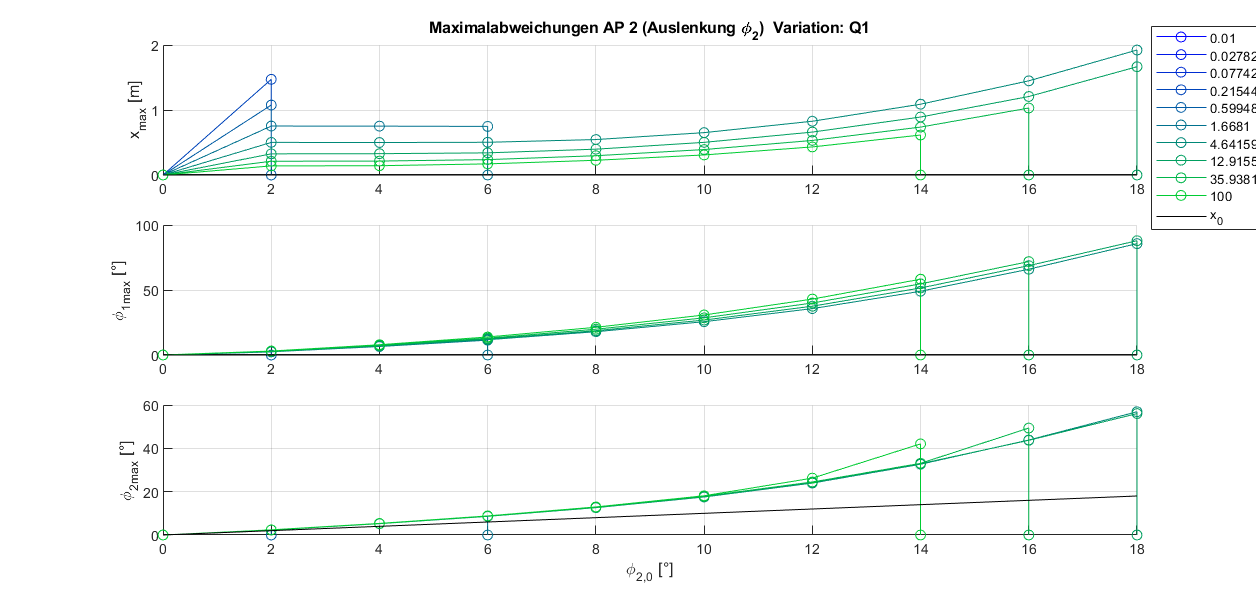 Maximalabweichungen AP 2 (Auslenkung ϕ2) Variation: Q1
xmax [m]
2
1
0
0 2 4 6 8 10 12 14 16 18
0.01
0.02782
0.07742
0.21544
0.59948
1.6681
4.64159
12.9155
35.9381
100
x0
ϕ1max [°]
100
50
0
0 2 4 6 8 10 12 14 16 18
ϕ2max [°]
60
40
20
0
0 2 4 6 8 10 12 14 16 18
ϕ2,0 [°]